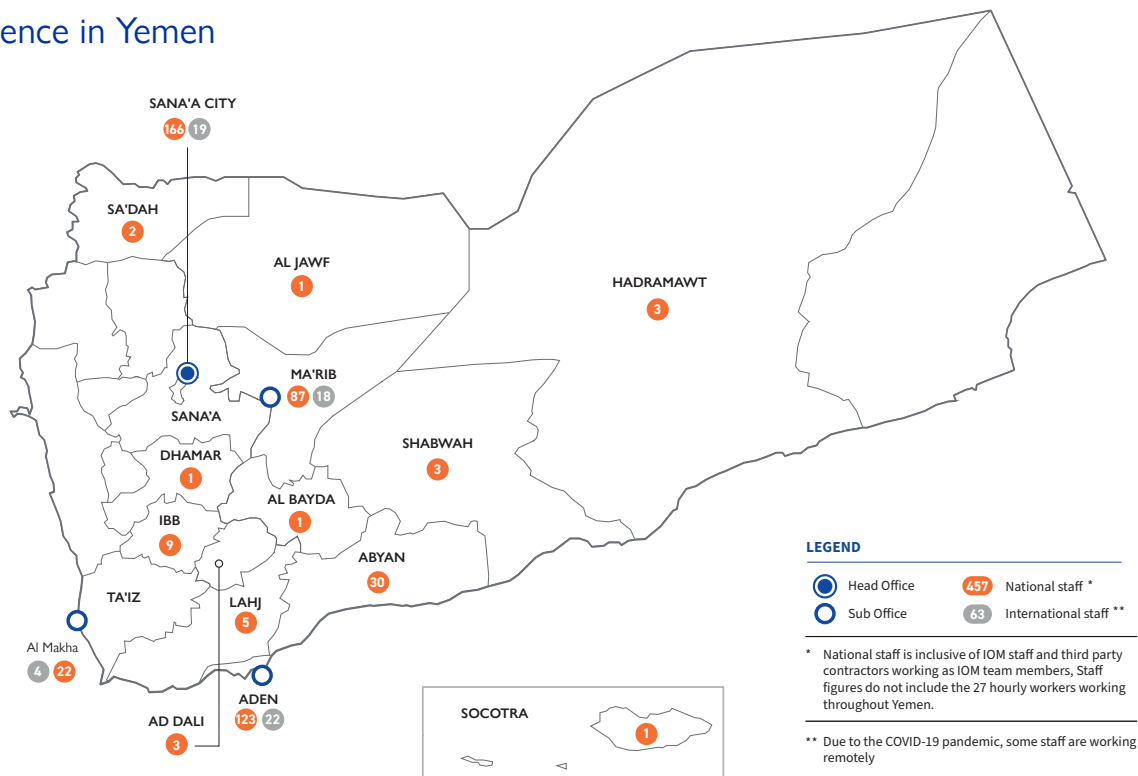 ence in Yemen
SANA'A CITY
166 19
SA'DAH
2
AL JAWF
1
HADRAMAWT
3
MA'RIB
87 18
SANA'A
SHABWAH
3
DHAMAR
1
AL BAYDA
1
IBB
9
ABYAN
30
TA'IZ
LAHJ
5
Al Makha
4 22
ADEN
123 22
AD DALI
3
SOCOTRA
1
LEGEND
Head Office
457 National staff *
Sub Office
63 International staff **
* National staff is inclusive of IOM staff and third party
contractors working as IOM team members, Staff
figures do not include the 27 hourly workers working
throughout Yemen.
** Due to the COVID-19 pandemic, some staff are working
remotely